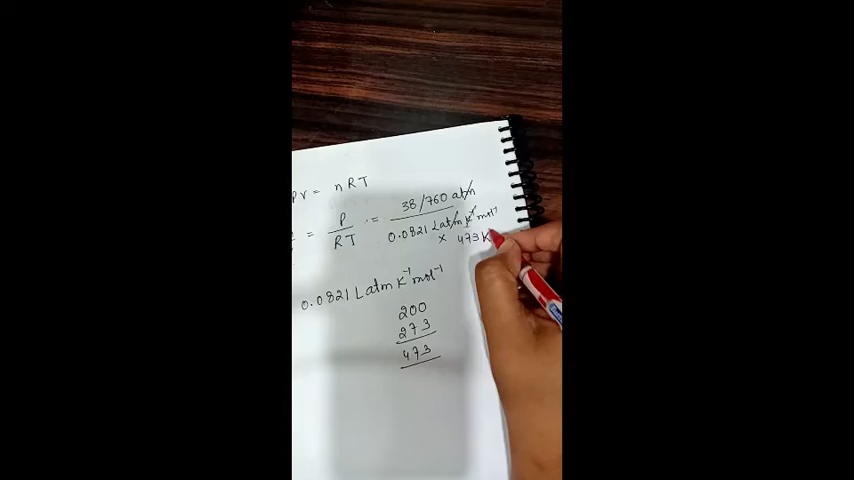 PV = nRT
= P / RT = 38/760 atm / 0.0821 L atm K⁻¹ mol⁻¹
× 473 K
0.0821 L atm K⁻¹ mol⁻¹
200
273
473